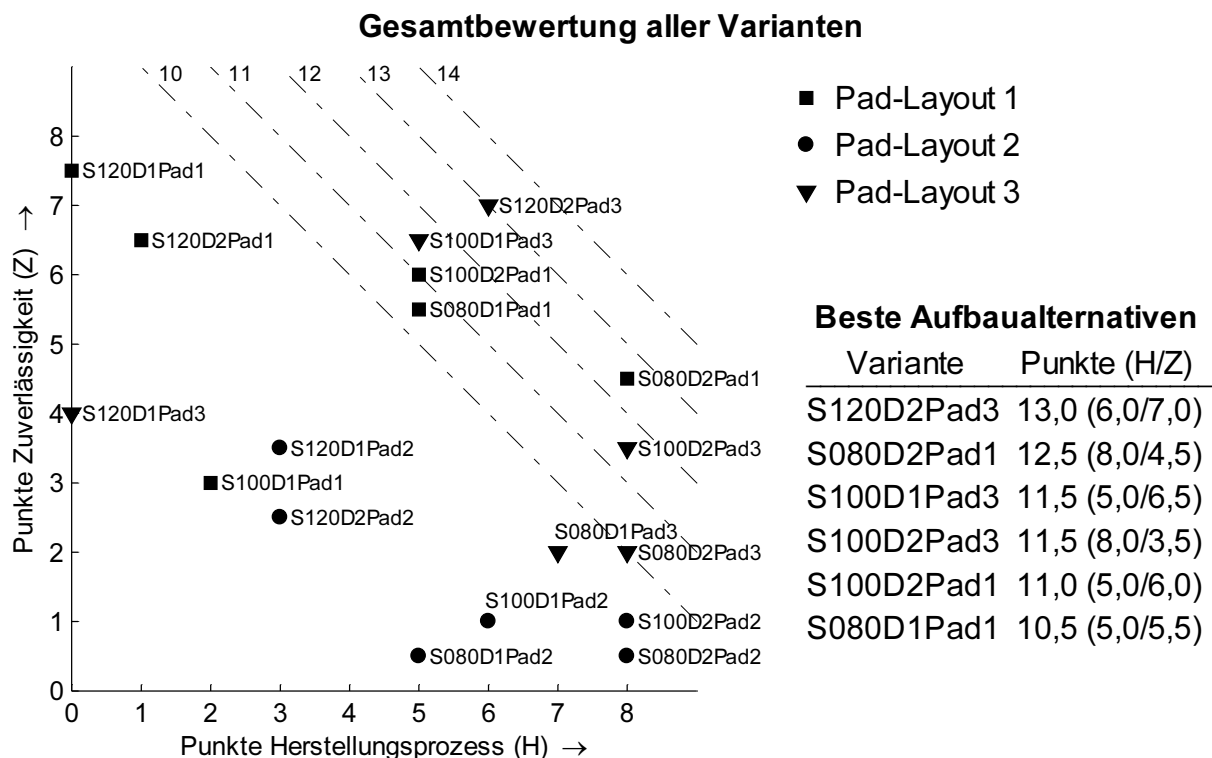 Gesamtbewertung aller Varianten
10 11 12 13 14
Pad-Layout 1
Pad-Layout 2
Pad-Layout 3
Punkte Zuverlässigkeit (Z) →
8
7
6
5
4
3
2
1
0
S120D1Pad1
S120D2Pad3
S120D2Pad1
S100D1Pad3
S100D2Pad1
S080D1Pad1
S080D2Pad1
S120D1Pad3
S120D1Pad2
S100D2Pad3
S100D1Pad1
S120D2Pad2
S080D1Pad3
S080D2Pad3
S100D1Pad2
S100D2Pad2
S080D1Pad2
S080D2Pad2
0 1 2 3 4 5 6 7 8
Punkte Herstellungsprozess (H) →
Beste Aufbaualternativen
Variante Punkte (H/Z)
S120D2Pad3 13,0 (6,0/7,0)
S080D2Pad1 12,5 (8,0/4,5)
S100D1Pad3 11,5 (5,0/6,5)
S100D2Pad3 11,5 (8,0/3,5)
S100D2Pad1 11,0 (5,0/6,0)
S080D1Pad1 10,5 (5,0/5,5)